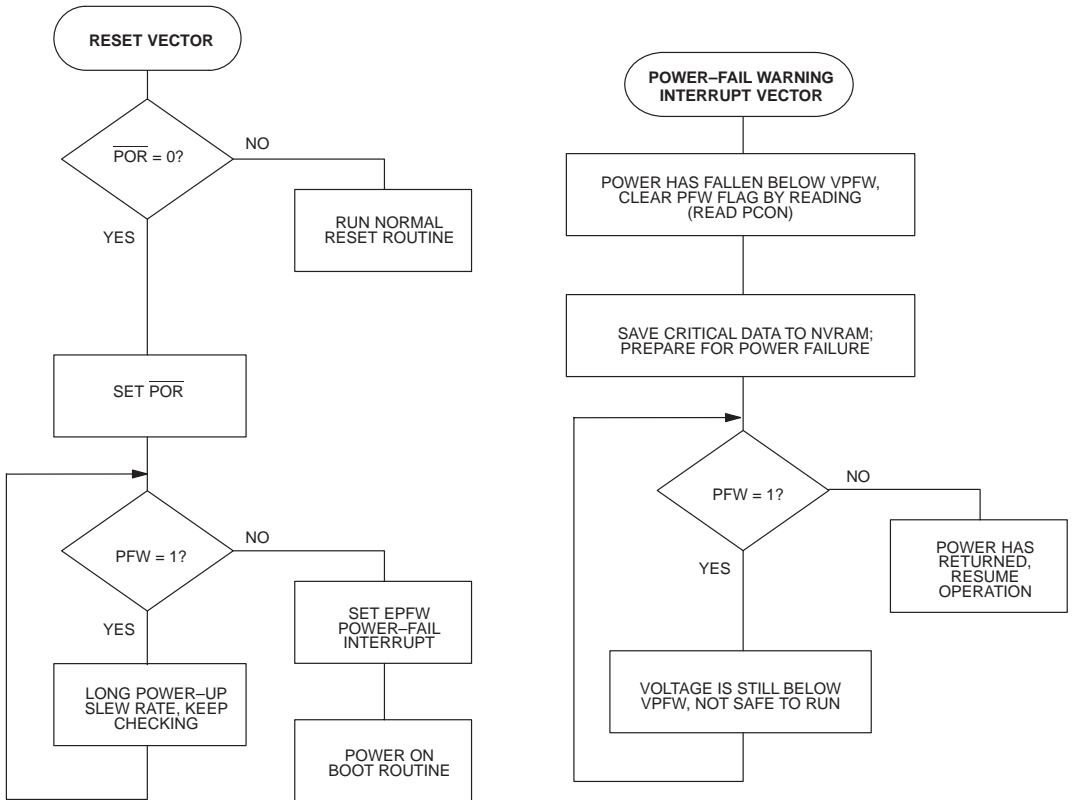 RESET VECTOR
P̅O̅R̅ = 0?
NO
RUN NORMAL
RESET ROUTINE
YES
SET P̅O̅R̅
PFW = 1?
NO
SET EPFW
POWER–FAIL
INTERRUPT
YES
LONG POWER–UP
SLEW RATE, KEEP
CHECKING
POWER ON
BOOT ROUTINE
POWER–FAIL WARNING
INTERRUPT VECTOR
POWER HAS FALLEN BELOW VPFW,
CLEAR PFW FLAG BY READING
(READ PCON)
SAVE CRITICAL DATA TO NVRAM;
PREPARE FOR POWER FAILURE
PFW = 1?
NO
POWER HAS
RETURNED,
RESUME
OPERATION
YES
VOLTAGE IS STILL BELOW
VPFW, NOT SAFE TO RUN